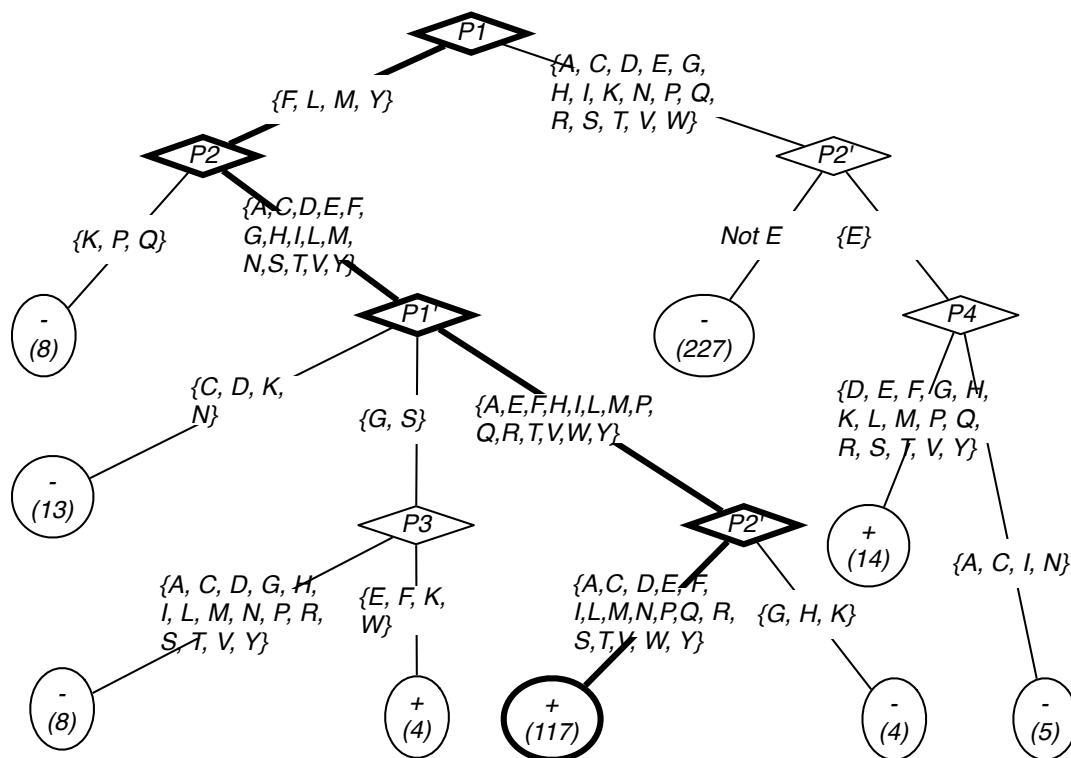 P1
{A, C, D, E, G,
H, I, K, N, P, Q,
R, S, T, V, W}
{F, L, M, Y}
P2
P2'
{K, P, Q}
{A,C,D,E,F,
G,H,I,L,M,
N,S,T,V,Y}
Not E
{E}
-
(8)
P1'
-
(227)
P4
{C, D, K,
N}
{G, S}
{A,E,F,H,I,L,M,P,
Q,R,T,V,W,Y}
{D, E, F, G, H,
K, L, M, P, Q,
R, S, T, V, Y}
-
(13)
P3
P2'
+
(14)
{A, C, I, N}
{A, C, D, G, H,
I, L, M, N, P, R,
S, T, V, Y}
{E, F, K,
W}
{A,C, D,E, F,
I,L,M,N,P,Q, R,
S,T,V, W, Y}
{G, H, K}
-
(8)
+
(4)
+
(117)
-
(4)
-
(5)